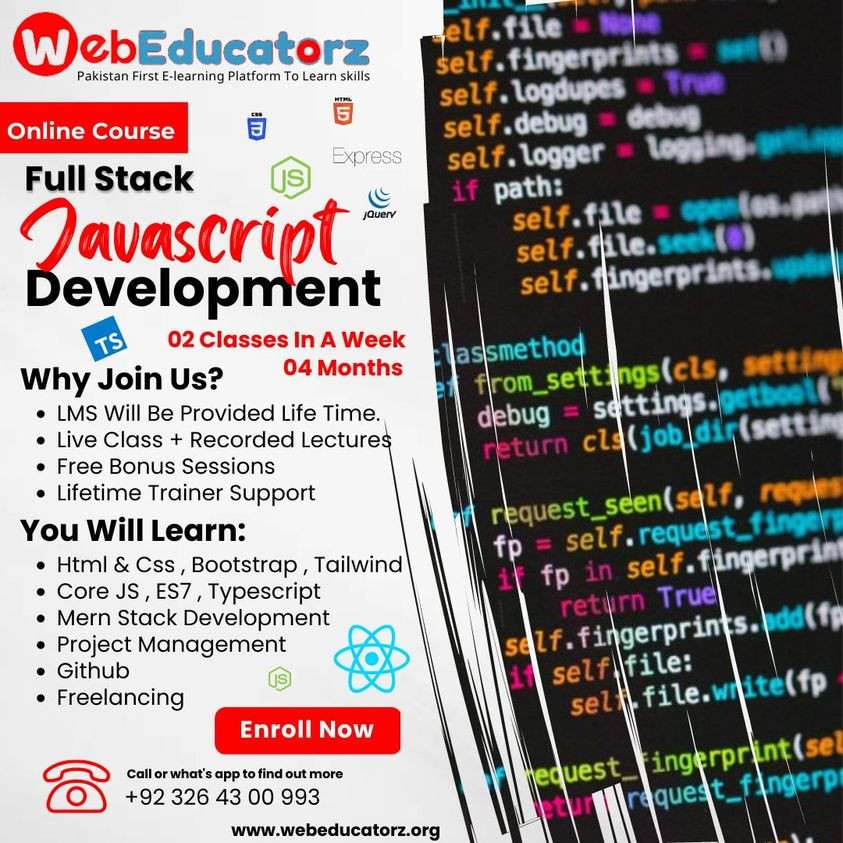 WebEducatorz
Pakistan First E-learning Platform To Learn skills
Online Course
CSS
3
HTML
5
Express
JS
jQuery
Full Stack
Javascript
Development
TS
02 Classes In A Week
04 Months
Why Join Us?
• LMS Will Be Provided Life Time.
• Live Class + Recorded Lectures
• Free Bonus Sessions
• Lifetime Trainer Support
You Will Learn:
• Html & Css , Bootstrap , Tailwind
• Core JS , ES7 , Typescript
• Mern Stack Development
• Project Management
• Github
• Freelancing
JS
Enroll Now
Call or what's app to find out more
+92 326 43 00 993
www.webeducatorz.org
self.file = None
self.fingerprints = set()
self.logdupes = True
self.debug = debug
self.logger = logging.
if path:
self.file = open(os.path
self.file.seek(0)
self.fingerprints.
classmethod
from_settings(cls, settings
debug = settings.getbool(
return cls(job_dir(
request_seen(self, request
fp = self.request_fingerp
if fp in self.fingerprint
return True
self.fingerprints.add(fp
if self.file:
self.file.write(fp
request_fingerprint(sel
return request_fingerp